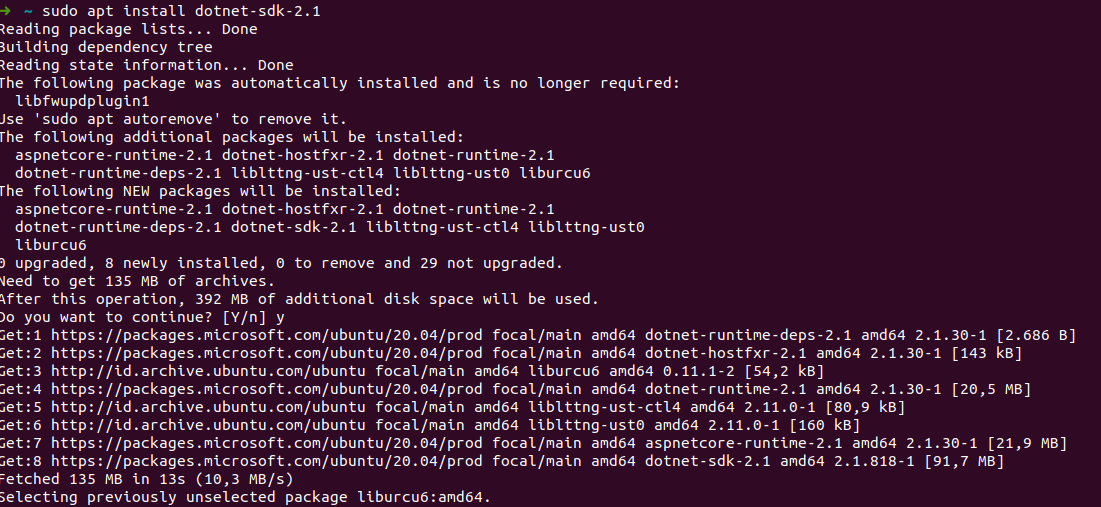 ➜ ~ sudo apt install dotnet-sdk-2.1
Reading package lists... Done
Building dependency tree
Reading state information... Done
The following package was automatically installed and is no longer required:
  libfwupdplugin1
Use 'sudo apt autoremove' to remove it.
The following additional packages will be installed:
  aspnetcore-runtime-2.1 dotnet-hostfxr-2.1 dotnet-runtime-2.1
  dotnet-runtime-deps-2.1 liblttng-ust-ctl4 liblttng-ust0 liburcu6
The following NEW packages will be installed:
  aspnetcore-runtime-2.1 dotnet-hostfxr-2.1 dotnet-runtime-2.1
  dotnet-runtime-deps-2.1 dotnet-sdk-2.1 liblttng-ust-ctl4 liblttng-ust0
  liburcu6
0 upgraded, 8 newly installed, 0 to remove and 29 not upgraded.
Need to get 135 MB of archives.
After this operation, 392 MB of additional disk space will be used.
Do you want to continue? [Y/n] y
Get:1 https://packages.microsoft.com/ubuntu/20.04/prod focal/main amd64 dotnet-runtime-deps-2.1 amd64 2.1.30-1 [2.686 B]
Get:2 https://packages.microsoft.com/ubuntu/20.04/prod focal/main amd64 dotnet-hostfxr-2.1 amd64 2.1.30-1 [143 kB]
Get:3 http://id.archive.ubuntu.com/ubuntu focal/main amd64 liburcu6 amd64 0.11.1-2 [54,2 kB]
Get:4 https://packages.microsoft.com/ubuntu/20.04/prod focal/main amd64 dotnet-runtime-2.1 amd64 2.1.30-1 [20,5 MB]
Get:5 http://id.archive.ubuntu.com/ubuntu focal/main amd64 liblttng-ust-ctl4 amd64 2.11.0-1 [80,9 kB]
Get:6 http://id.archive.ubuntu.com/ubuntu focal/main amd64 liblttng-ust0 amd64 2.11.0-1 [160 kB]
Get:7 https://packages.microsoft.com/ubuntu/20.04/prod focal/main amd64 aspnetcore-runtime-2.1 amd64 2.1.30-1 [21,9 MB]
Get:8 https://packages.microsoft.com/ubuntu/20.04/prod focal/main amd64 dotnet-sdk-2.1 amd64 2.1.818-1 [91,7 MB]
Fetched 135 MB in 13s (10,3 MB/s)
Selecting previously unselected package liburcu6:amd64.